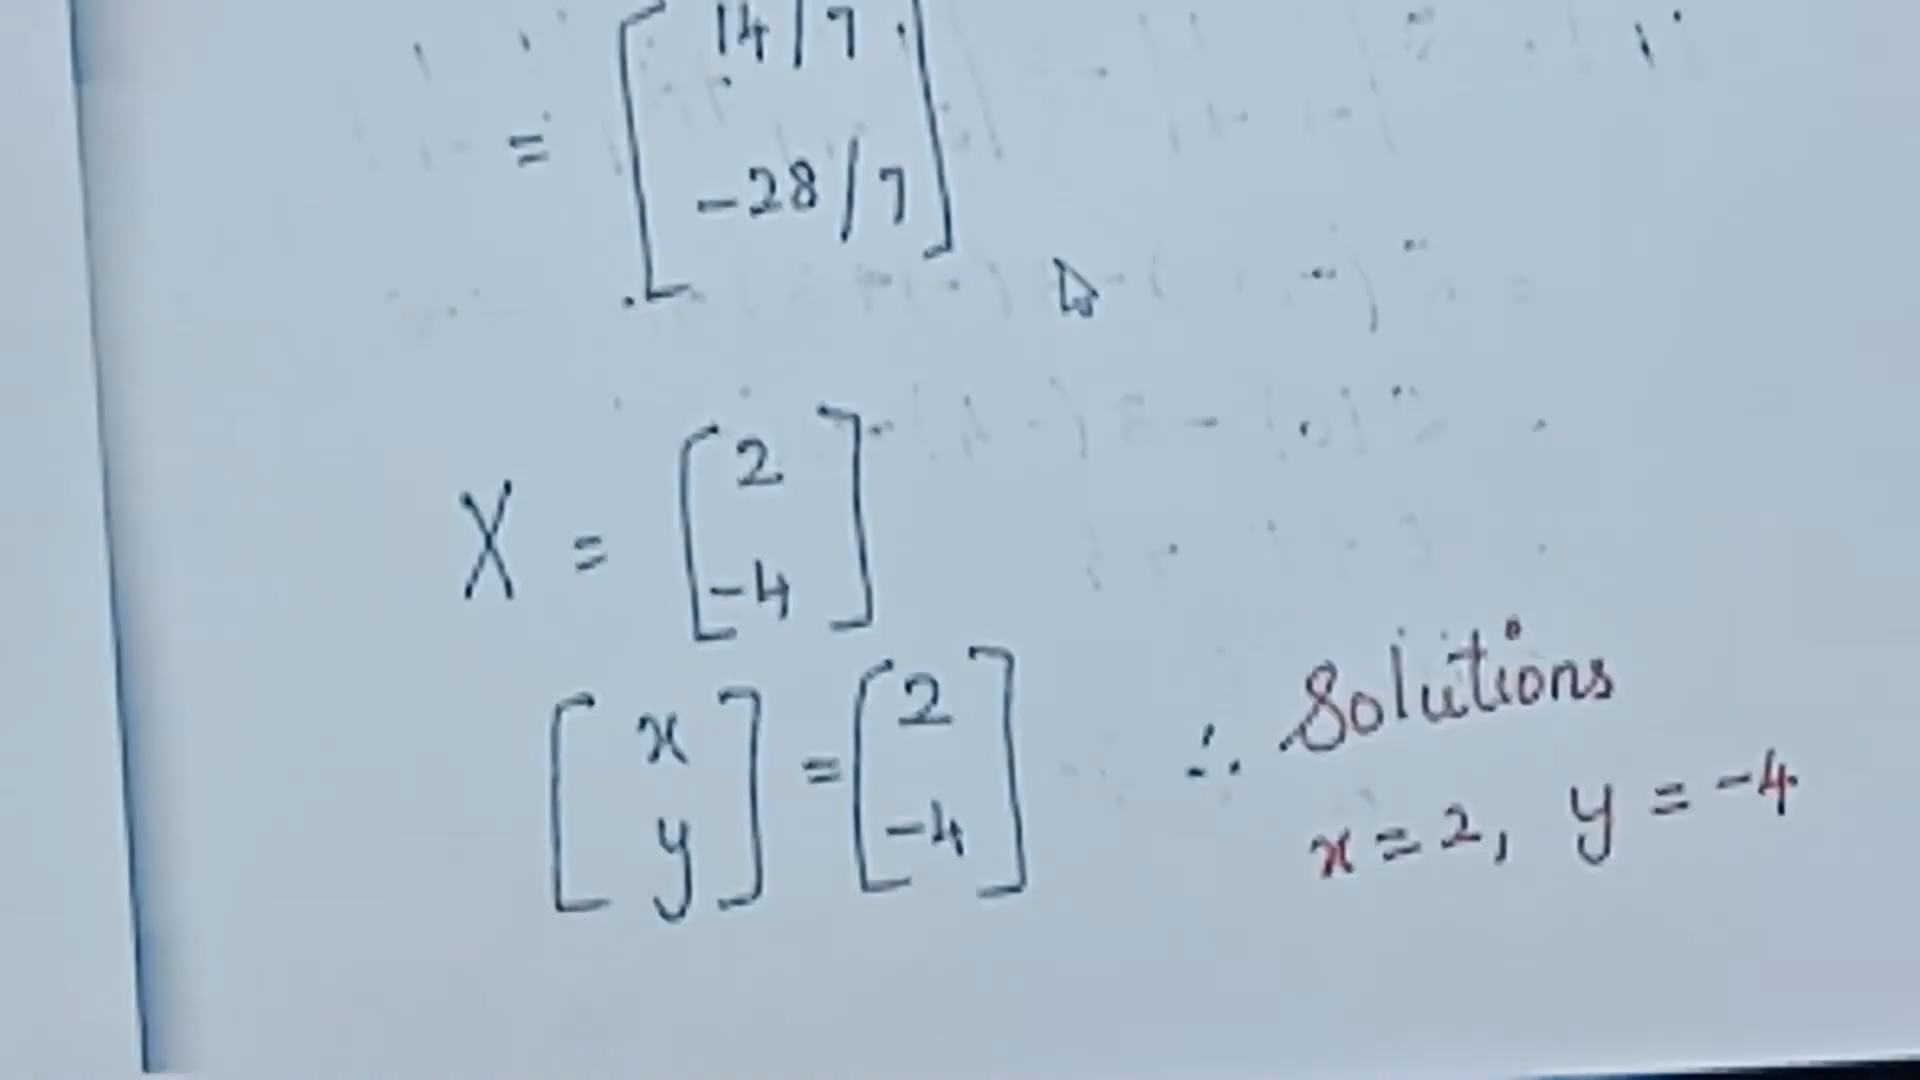 = [ 14/7
-28/7 ]
X = [ 2
-4 ]
[ x
y ] = [ 2
-4 ]
∴ Solutions
x = 2, y = -4